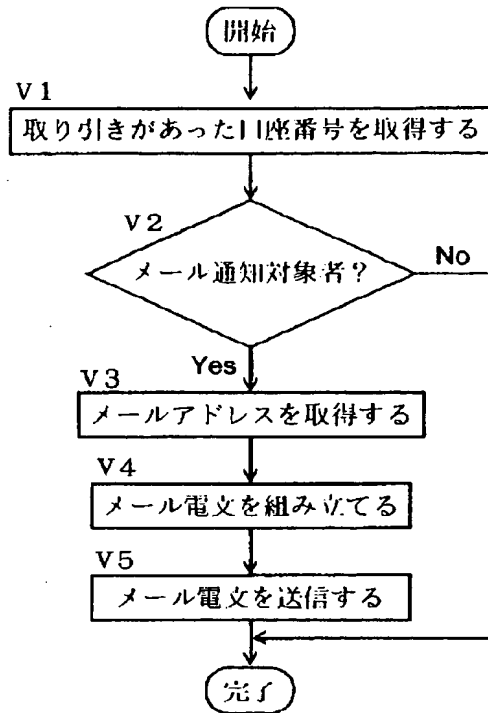 開始
V1
取り引きがあった口座番号を取得する
V2
メール通知対象者?
No
Yes
V3
メールアドレスを取得する
V4
メール電文を組み立てる
V5
メール電文を送信する
完了